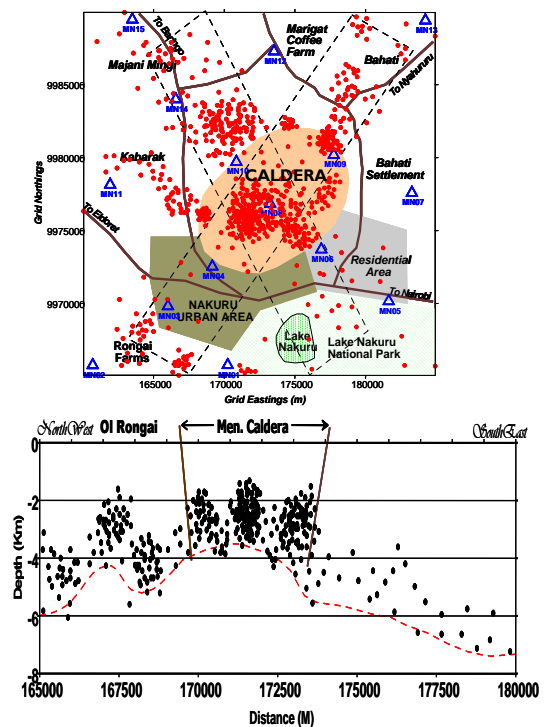 MN15
To Baringo
Marigat
Coffee
Farm
MN13
MN12
Bahati
Majani Mingi
To Nyahururu
9985000
MN14
9980000
Kabarak
MN10
MN09
CALDERA
Bahati
Settlement
MN11
MN07
Grid Northings
To Eldoret
MN08
9975000
MN06
Residential
Area
MN04
To Nairobi
9970000
MN03
NAKURU
URBAN AREA
MN05
Lake
Nakuru
Lake Nakuru
National Park
Rongai
Farms
MN02
MN01
165000 170000 175000 180000
Grid Eastings (m)
NorthWest Ol Rongai Men. Caldera SouthEast
0
-2
-4
-6
-8
Depth (Km)
165000 167500 170000 172500 175000 177500 180000
Distance (M)